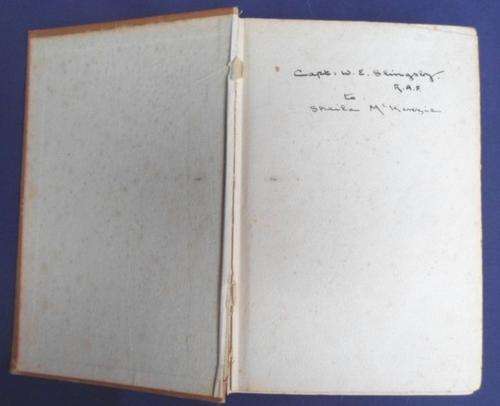 Capt. W. E. Slingsby.
R.A.F.
to
Sheila McKenzie